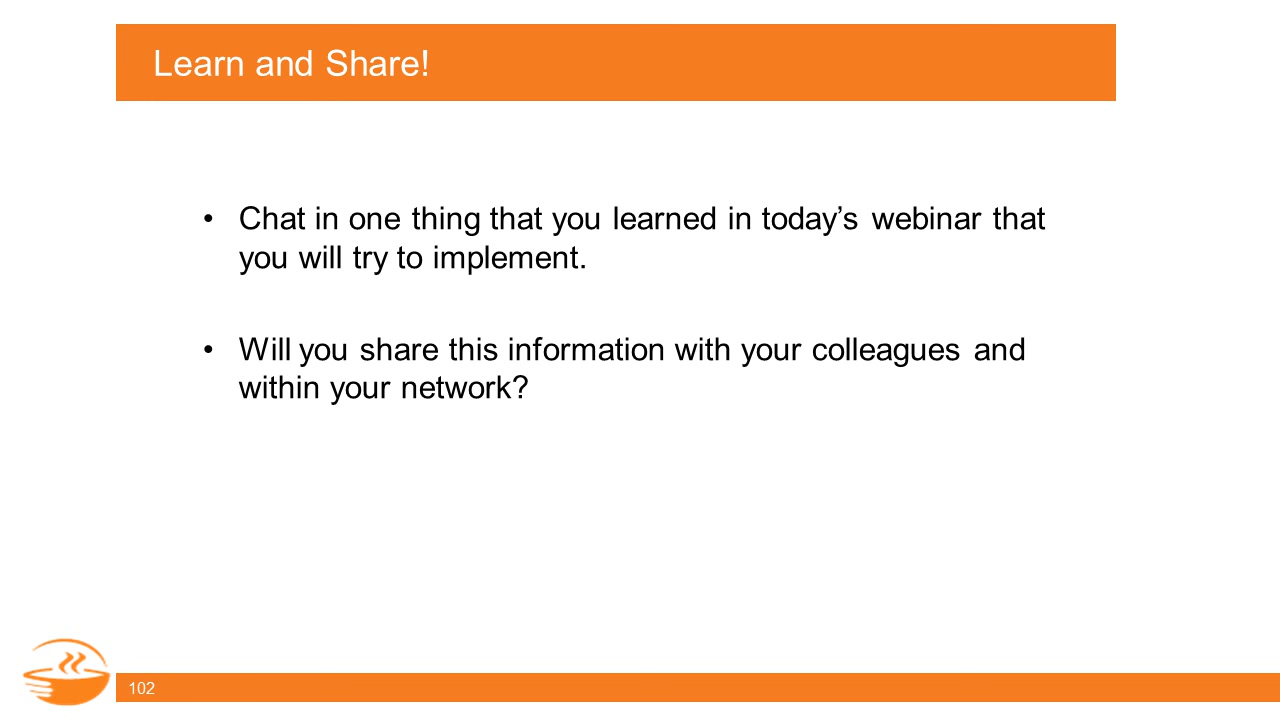 Learn and Share!
• Chat in one thing that you learned in today’s webinar that
you will try to implement.
• Will you share this information with your colleagues and
within your network?
102